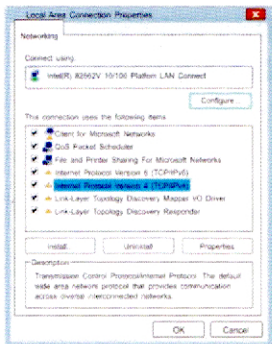 Local Area Connection Properties
Networking
Connect using:
Intel(R) 82562V 10/100 Platform LAN Connect
Configure...
This connection uses the following items:
Client for Microsoft Networks
QoS Packet Scheduler
File and Printer Sharing For Microsoft Networks
Internet Protocol Version 6 (TCP/IPv6)
Internet Protocol Version 4 (TCP/IPv4)
Link-Layer Topology Discovery Mapper I/O Driver
Link-Layer Topology Discovery Responder
Install...
Uninstall
Properties
Description
Transmission Control Protocol/Internet Protocol. The default
wide area network protocol that provides communication
across diverse interconnected networks.
OK
Cancel